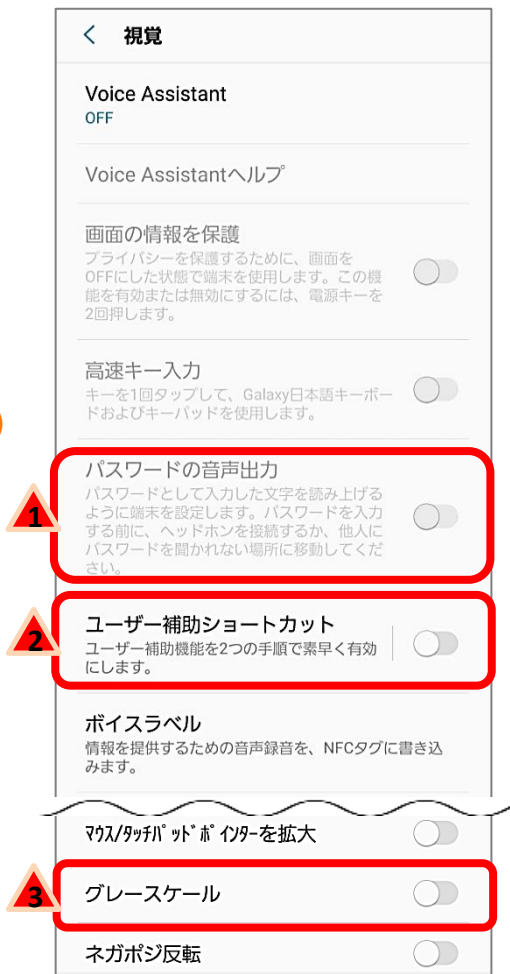 視覚
Voice Assistant
OFF
Voice Assistantヘルプ
画面の情報を保護
プライバシーを保護するために、画面を
OFFにした状態で端末を使用します。この機
能を有効または無効にするには、電源キーを
2回押します。
高速キー入力
キーを1回タップして、Galaxy日本語キーボー
ドおよびキーパッドを使用します。
パスワードの音声出力
パスワードとして入力した文字を読み上げる
ように端末を設定します。パスワードを入力
する前に、ヘッドホンを接続するか、他人に
パスワードを聞かれない場所に移動してくだ
さい。
1
ユーザー補助ショートカット
ユーザー補助機能を2つの手順で素早く有効
にします。
2
ボイスラベル
情報を提供するための音声録音を、NFCタグに書き込
みます。
ﾏｳｽ/ﾀｯﾁﾊﾟｯﾄﾞﾎﾟｲﾝﾀｰを拡大
グレースケール
3
ネガポジ反転